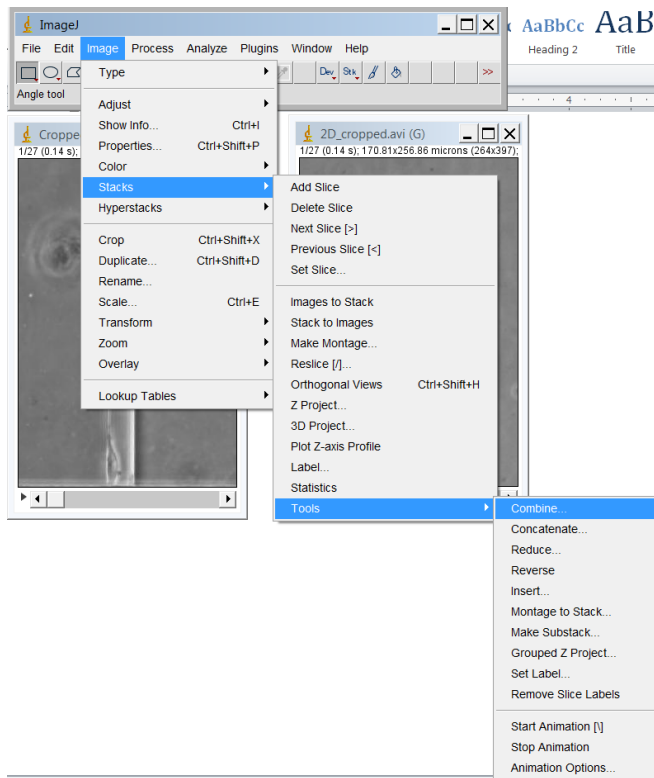 ImageJ
File Edit Image Process Analyze Plugins Window Help
Dev Stk >>
Angle tool
AaBbCc AaB
Heading 2 Title
4
Type
Adjust
Show Info... Ctrl+I
Properties... Ctrl+Shift+P
Color
Stacks
Hyperstacks
Crop Ctrl+Shift+X
Duplicate... Ctrl+Shift+D
Rename...
Scale... Ctrl+E
Transform
Zoom
Overlay
Lookup Tables
Croppe
1/27 (0.14 s);
2D_cropped.avi (G)
1/27 (0.14 s); 170.81x256.86 microns (264x397);
Add Slice
Delete Slice
Next Slice [>]
Previous Slice [<]
Set Slice...
Images to Stack
Stack to Images
Make Montage...
Reslice [/]...
Orthogonal Views Ctrl+Shift+H
Z Project...
3D Project...
Plot Z-axis Profile
Label...
Statistics
Tools
Combine...
Concatenate...
Reduce...
Reverse
Insert...
Montage to Stack...
Make Substack...
Grouped Z Project...
Set Label...
Remove Slice Labels
Start Animation [\]
Stop Animation
Animation Options...